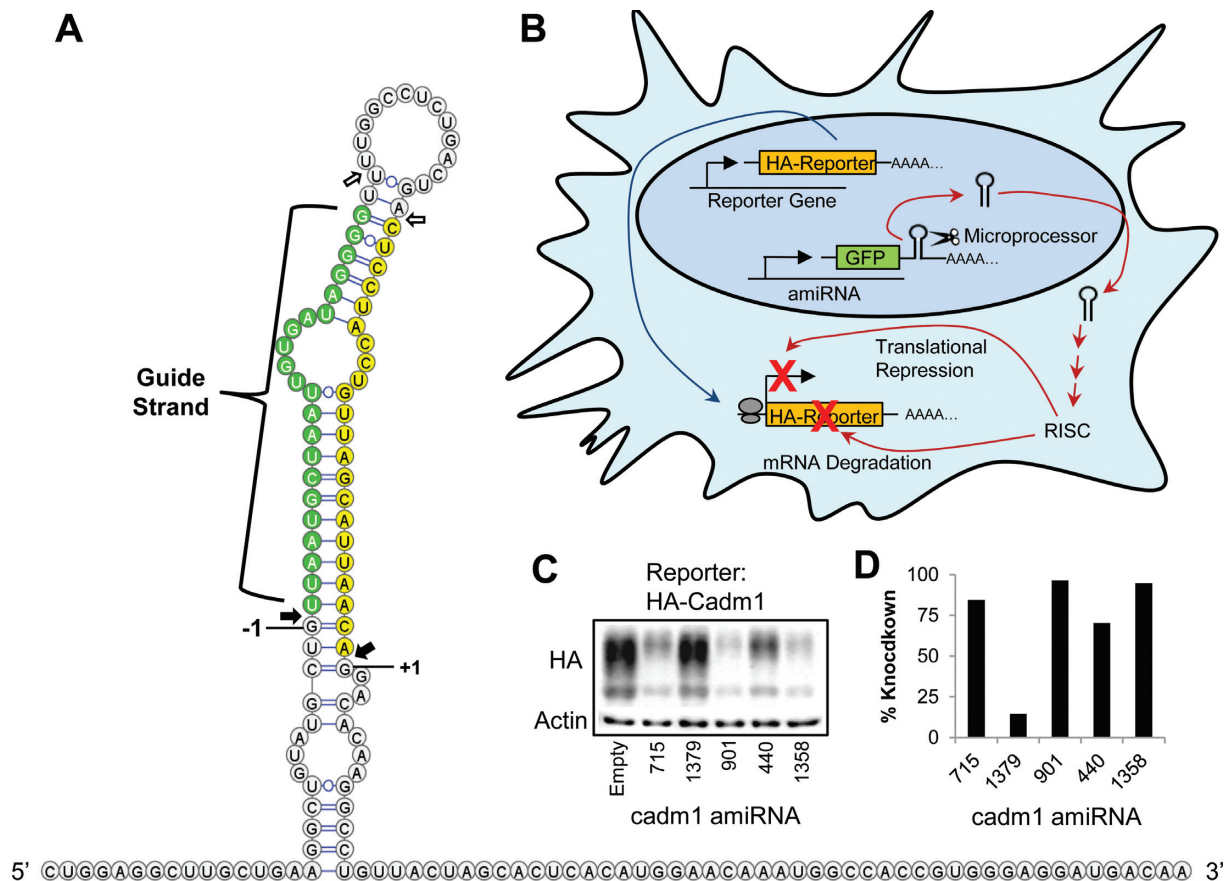 A
Guide
Strand
-1
+1
5’ CUGGAGGCUUGCUGAAUGUUACUAGCACUCACAUGGAACAAAUGGCCACCGUGGGAGGAUGACAA 3’
B
HA-Reporter
AAAA…
Reporter Gene
GFP
Microprocessor
AAAA…
amiRNA
Translational
Repression
X
HA-Reporter
X
AAAA…
RISC
mRNA Degradation
C
Reporter:
HA-Cadm1
HA
Actin
Empty
715
1379
901
440
1358
cadm1 amiRNA
D
% Knocdkown
100
75
50
25
0
715
1379
901
440
1358
cadm1 amiRNA